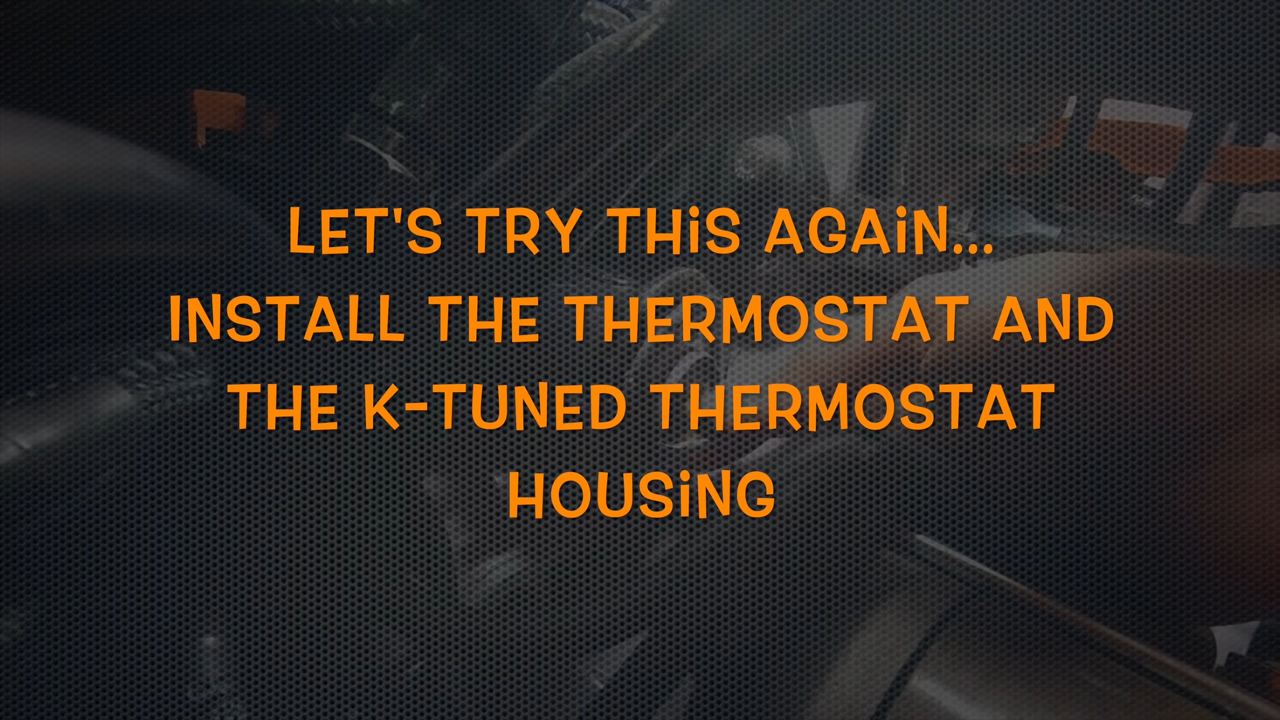 LET'S TRY THiS AGAiN...
INSTALL THE THERMOSTAT AND
THE K-TUNED THERMOSTAT
HOUSiNG